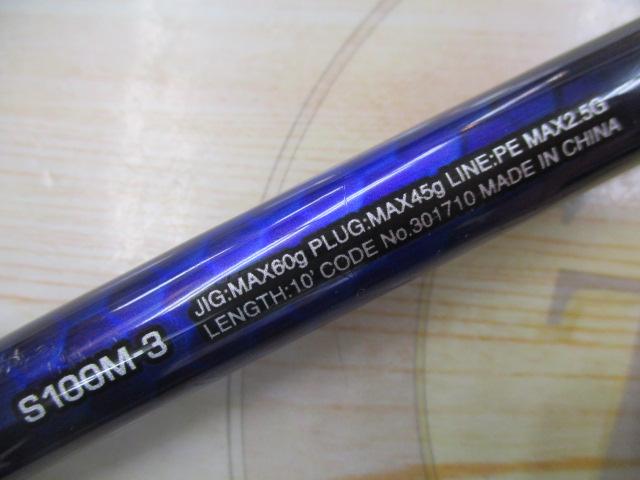 S100M-3
JIG:MAX60g PLUG:MAX45g LINE:PE MAX2.5G
LENGTH:10' CODE No.301710 MADE IN CHINA